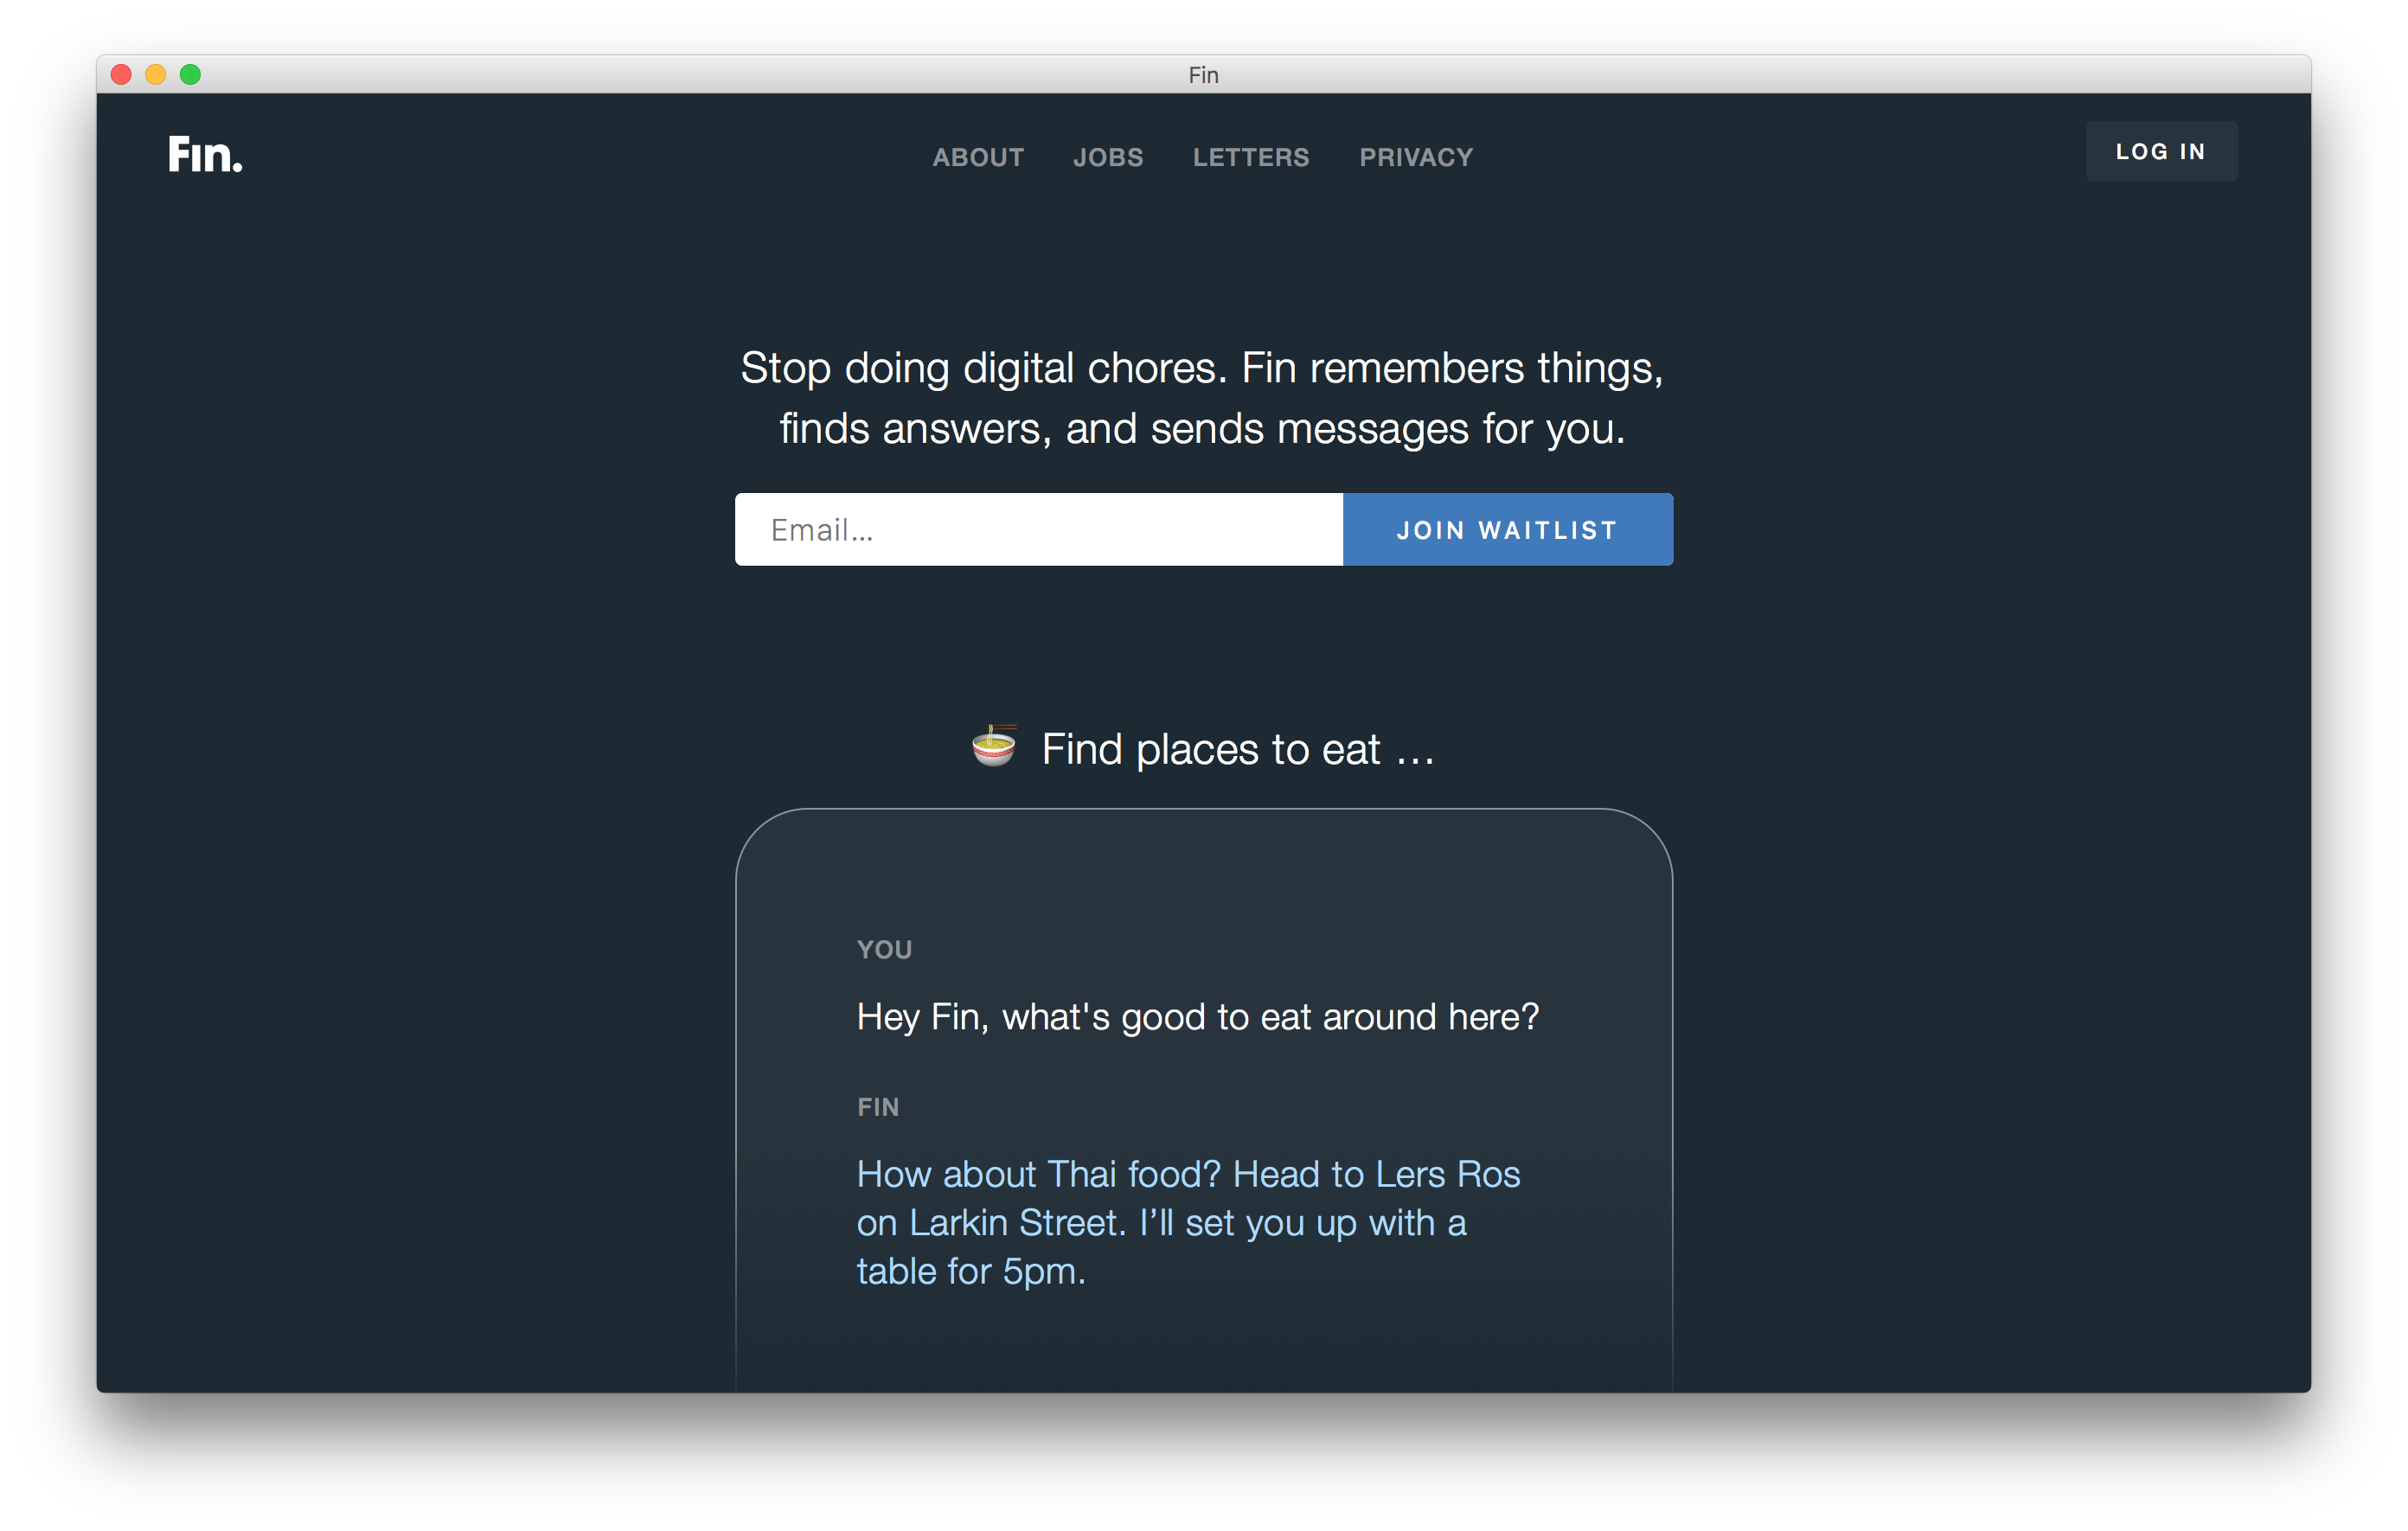 Fin
Fin.
ABOUT JOBS LETTERS PRIVACY
LOG IN
Stop doing digital chores. Fin remembers things,
finds answers, and sends messages for you.
Email...
JOIN WAITLIST
🍜 Find places to eat …
YOU
Hey Fin, what's good to eat around here?
FIN
How about Thai food? Head to Lers Ros
on Larkin Street. I’ll set you up with a
table for 5pm.